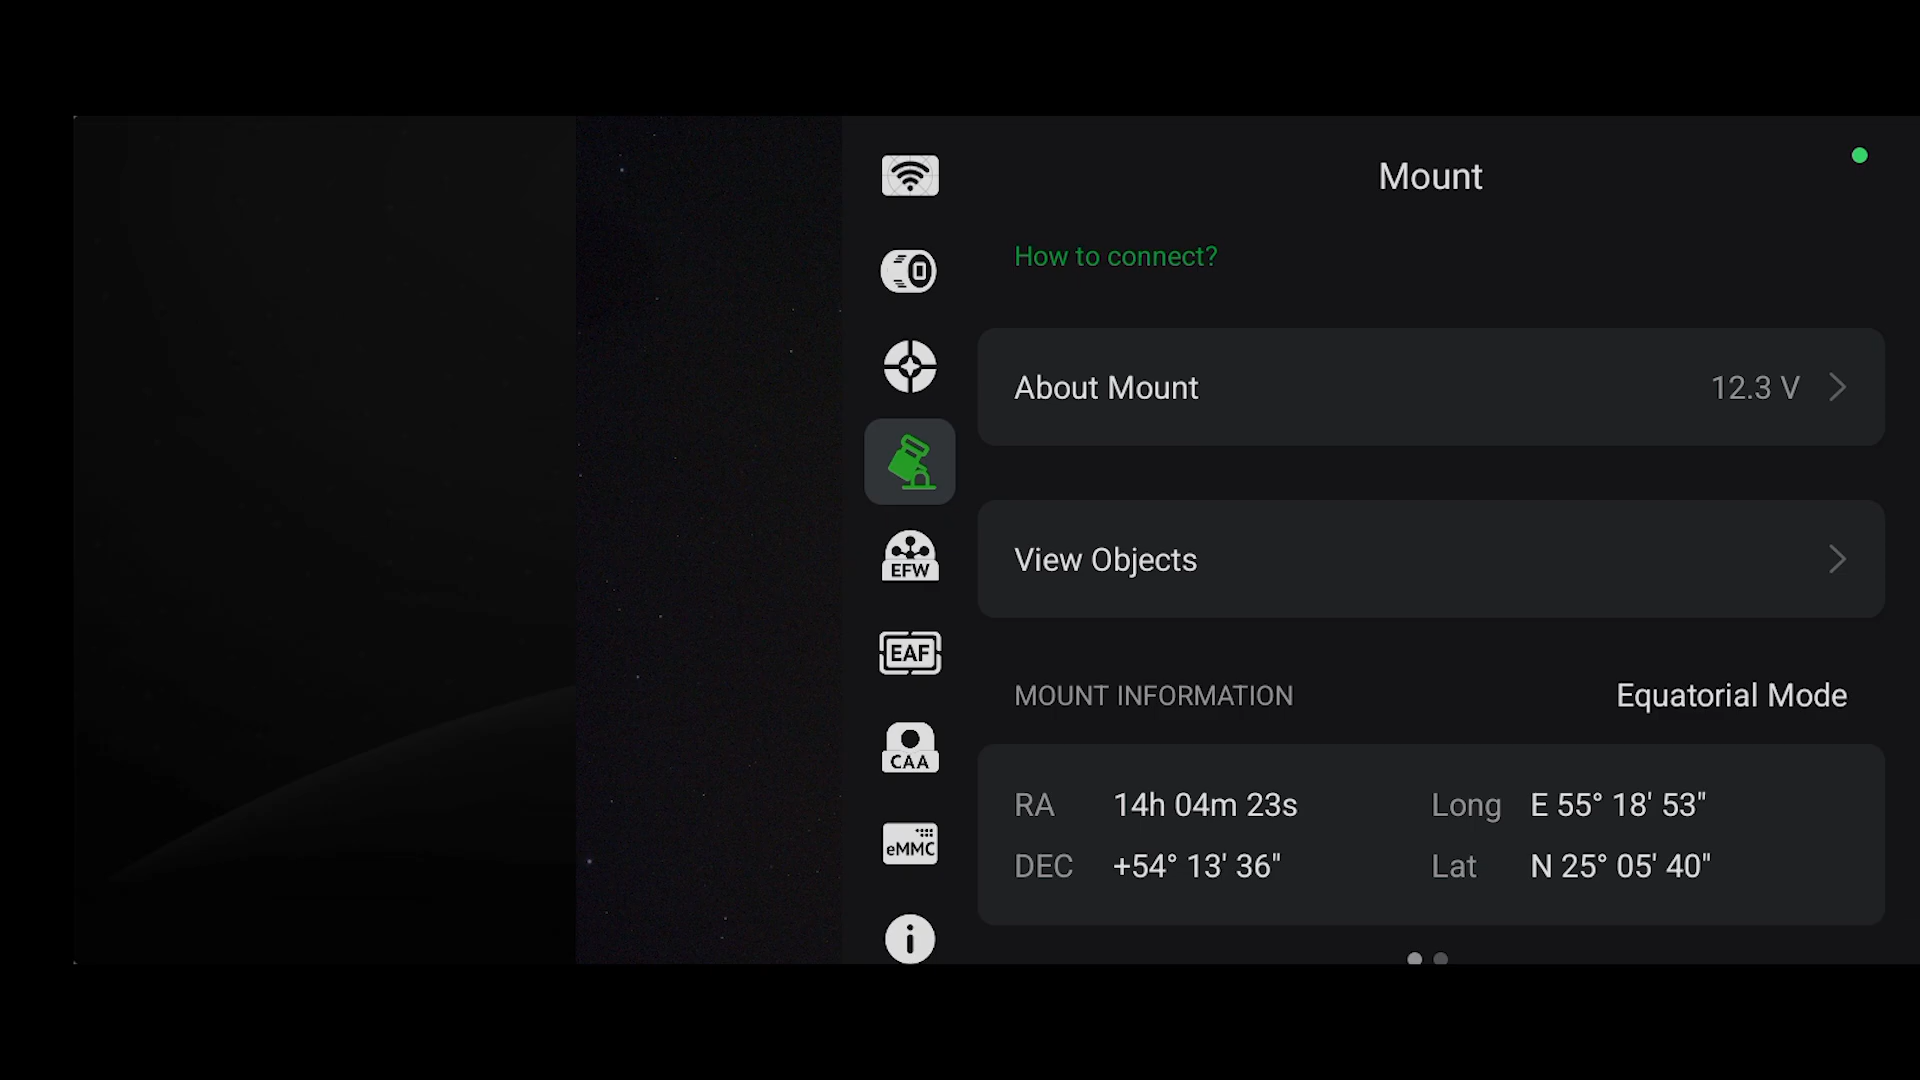 Mount
How to connect?
About Mount 12.3 V
View Objects
MOUNT INFORMATION Equatorial Mode
RA 14h 04m 23s Long E 55° 18' 53"
DEC +54° 13' 36" Lat N 25° 05' 40"
EFW
EAF
CAA
eMMC